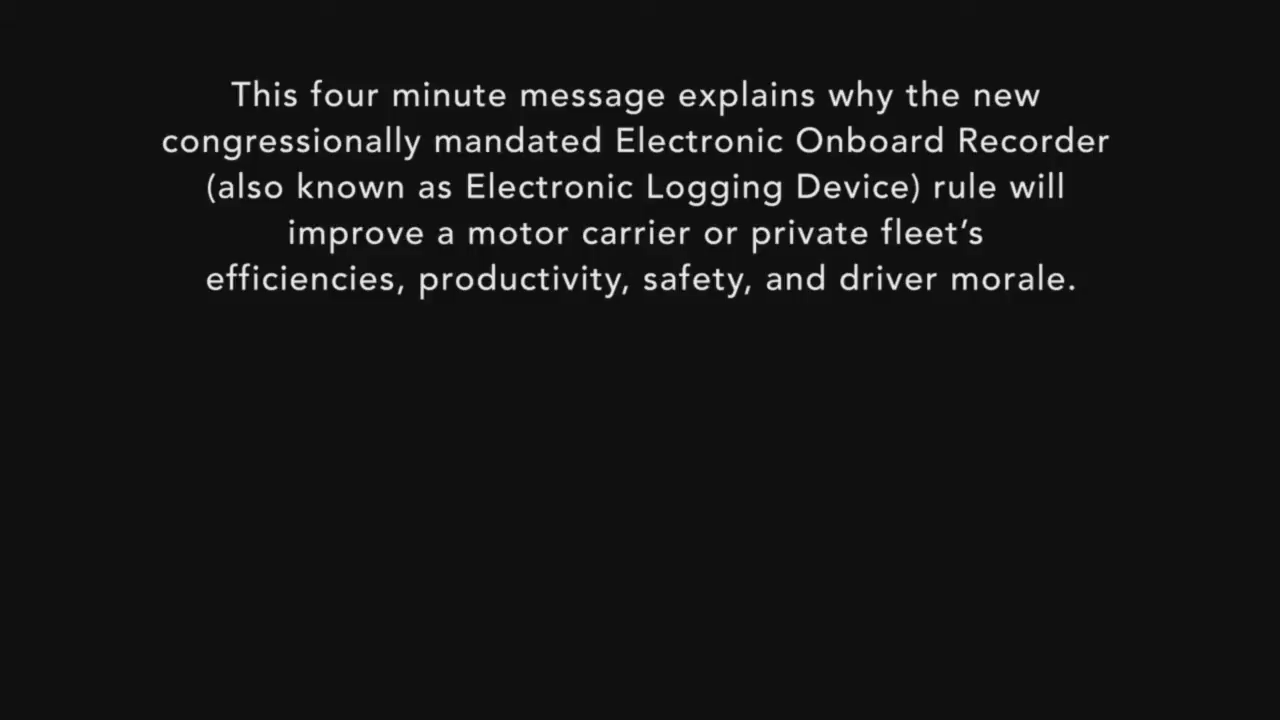 This four minute message explains why the new
congressionally mandated Electronic Onboard Recorder
(also known as Electronic Logging Device) rule will
improve a motor carrier or private fleet’s
efficiencies, productivity, safety, and driver morale.